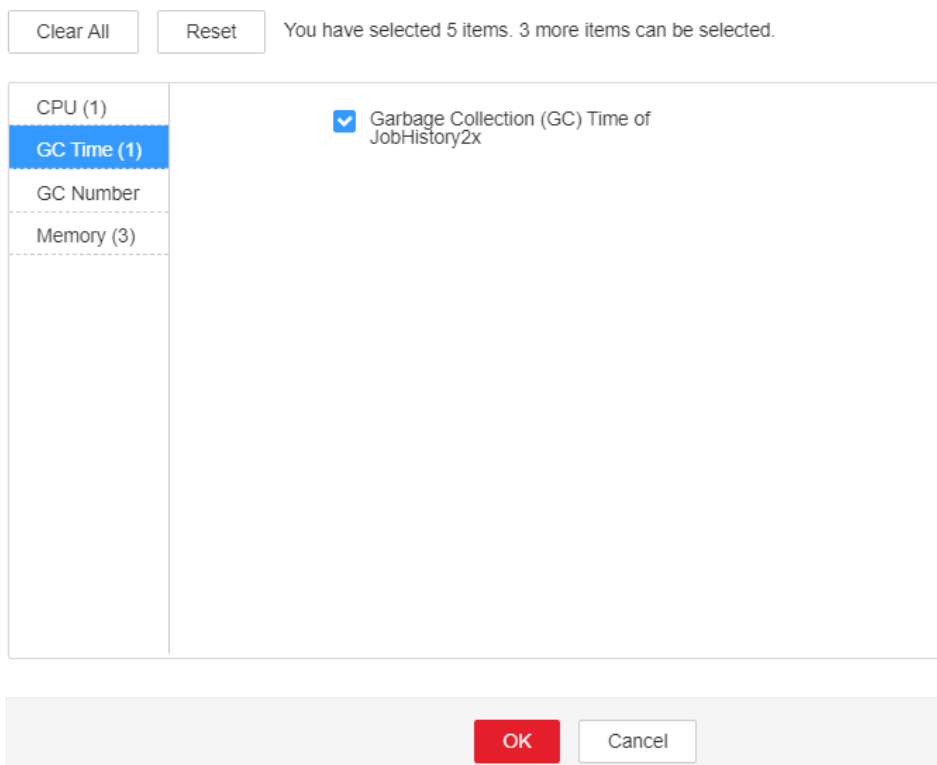 Clear All
Reset
You have selected 5 items. 3 more items can be selected.
CPU (1)
GC Time (1)
GC Number
Memory (3)
Garbage Collection (GC) Time of
JobHistory2x
OK
Cancel